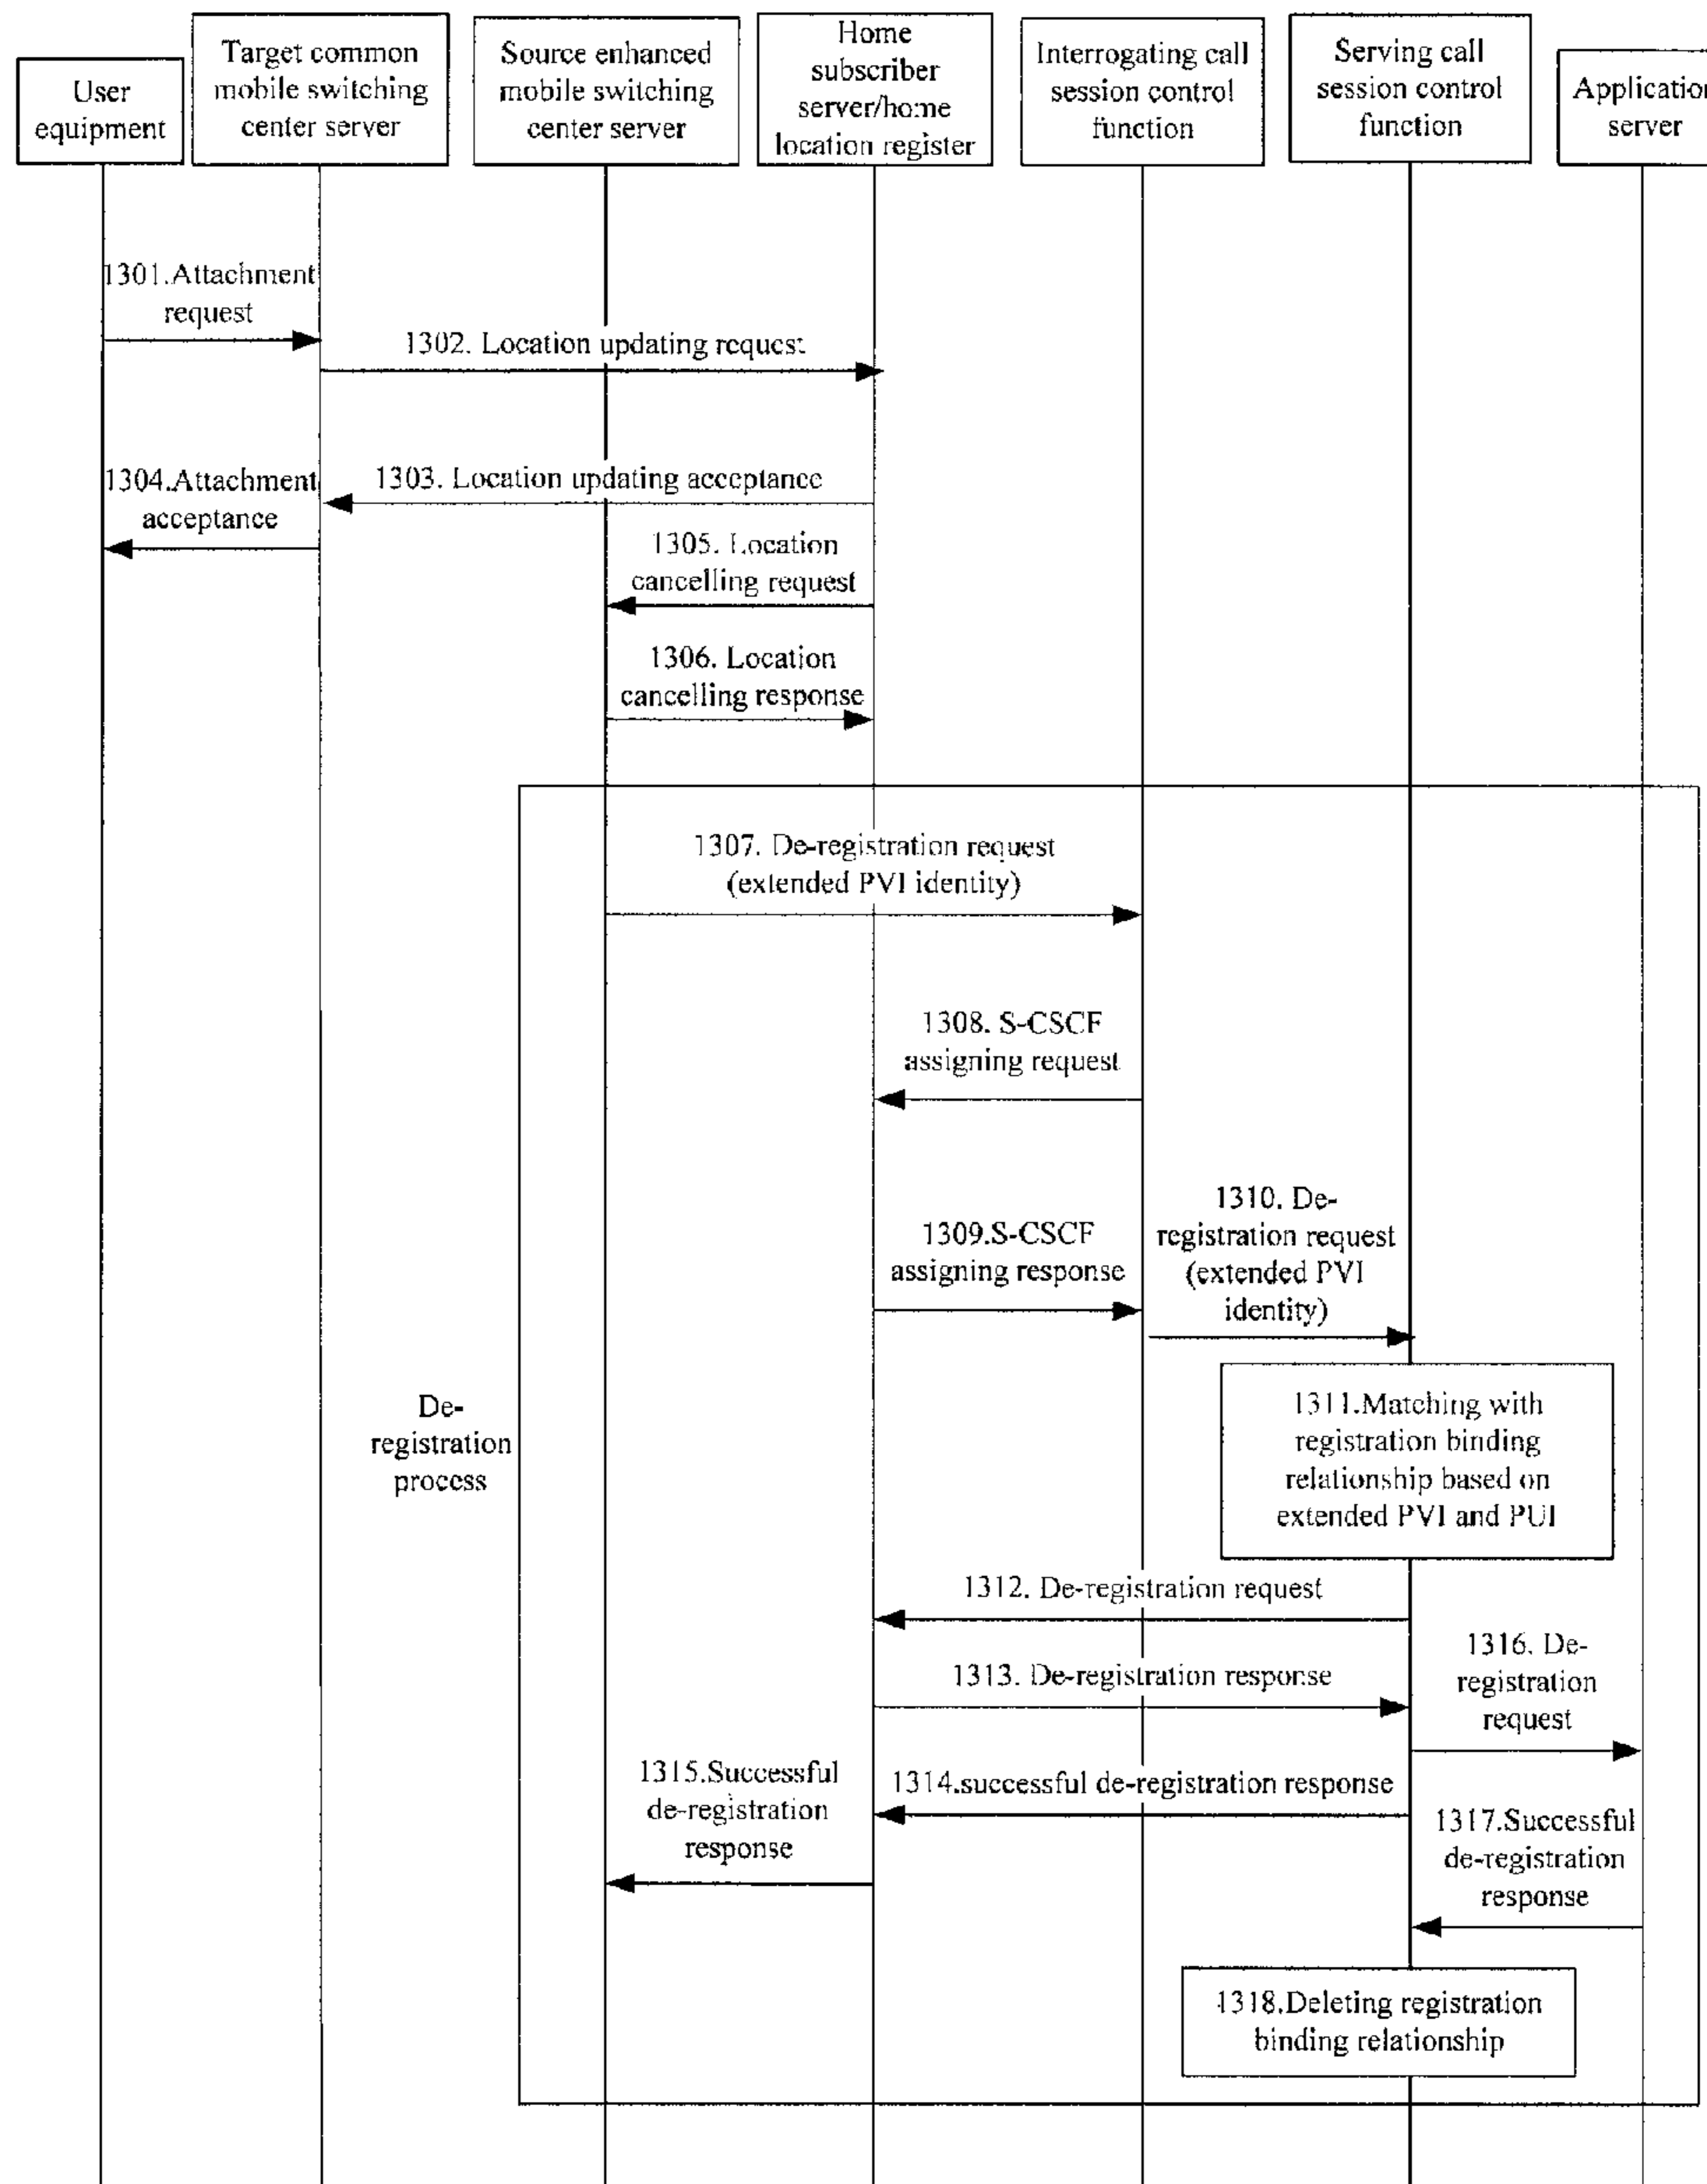 User
equipment
Target common
mobile switching
center server
Source enhanced
mobile switching
center server
Home
subscriber
server/home
location register
Interrogating call
session control
function
Serving call
session control
function
Application
server
1301.Attachment
request
1302. Location updating request
1303. Location updating acceptance
1304.Attachment
acceptance
1305. Location
cancelling request
1306. Location
cancelling response
1307. De-registration request
(extended PVI identity)
1308. S-CSCF
assigning request
1309.S-CSCF
assigning response
1310. De-
registration request
(extended PVI
identity)
De-
registration
process
1311.Matching with
registration binding
relationship based on
extended PVI and PUI
1312. De-registration request
1313. De-registration response
1316. De-
registration
request
1314.successful de-registration response
1315.Successful
de-registration
response
1317.Successful
de-registration
response
1318.Deleting registration
binding relationship